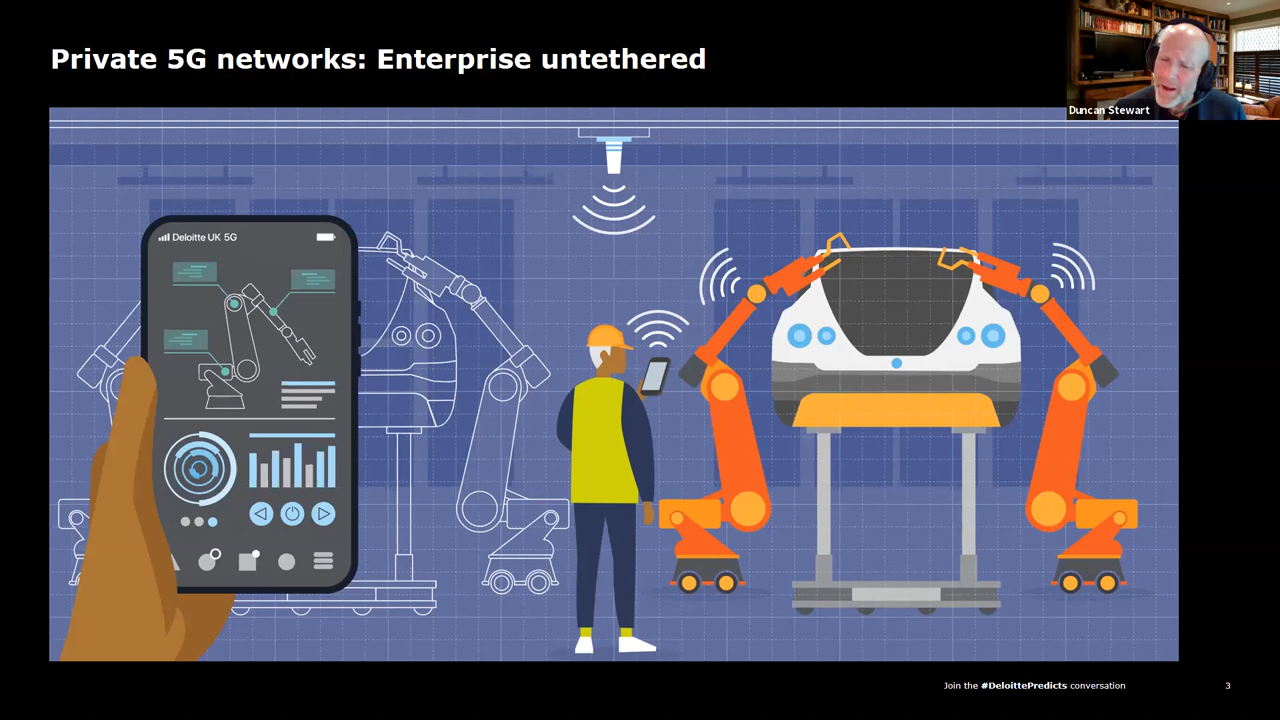 Private 5G networks: Enterprise untethered
Duncan Stewart
Deloitte UK 5G
Join the #DeloittePredicts conversation
3